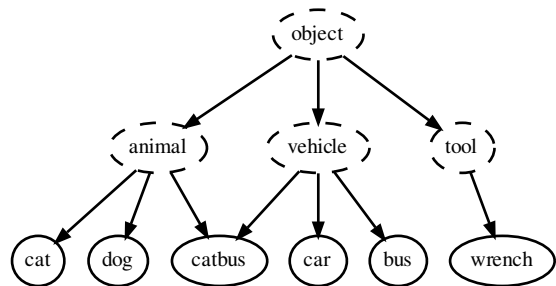 object
animal vehicle tool
cat dog catbus car bus wrench